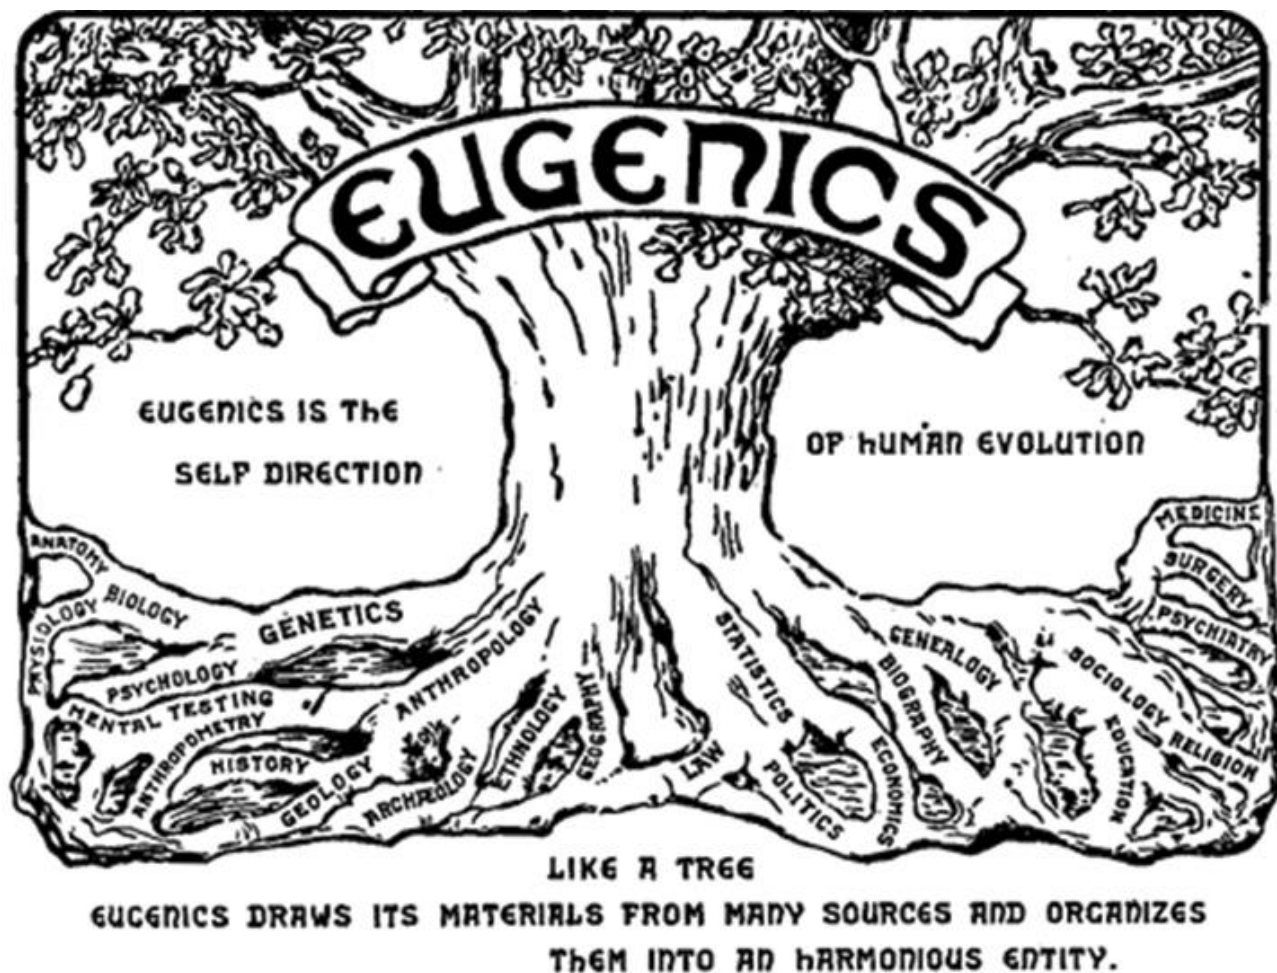 EUGENICS
EUGENICS IS THE
SELF DIRECTION
OF HUMAN EVOLUTION
ANATOMY
PHYSIOLOGY
BIOLOGY
GENETICS
PSYCHOLOGY
MENTAL TESTING
ANTHROPOMETRY
HISTORY
GEOLOGY
ANTHROPOLOGY
ARCHÆOLOGY
ETHNOLOGY
GEOGRAPHY
LAW
STATISTICS
POLITICS
ECONOMICS
BIOGRAPHY
GENEALOGY
EDUCATION
SOCIOLOGY
RELIGION
PSYCHIATRY
SURGERY
MEDICINE
LIKE A TREE
EUGENICS DRAWS ITS MATERIALS FROM MANY SOURCES AND ORGANIZES
THEM INTO AN HARMONIOUS ENTITY.